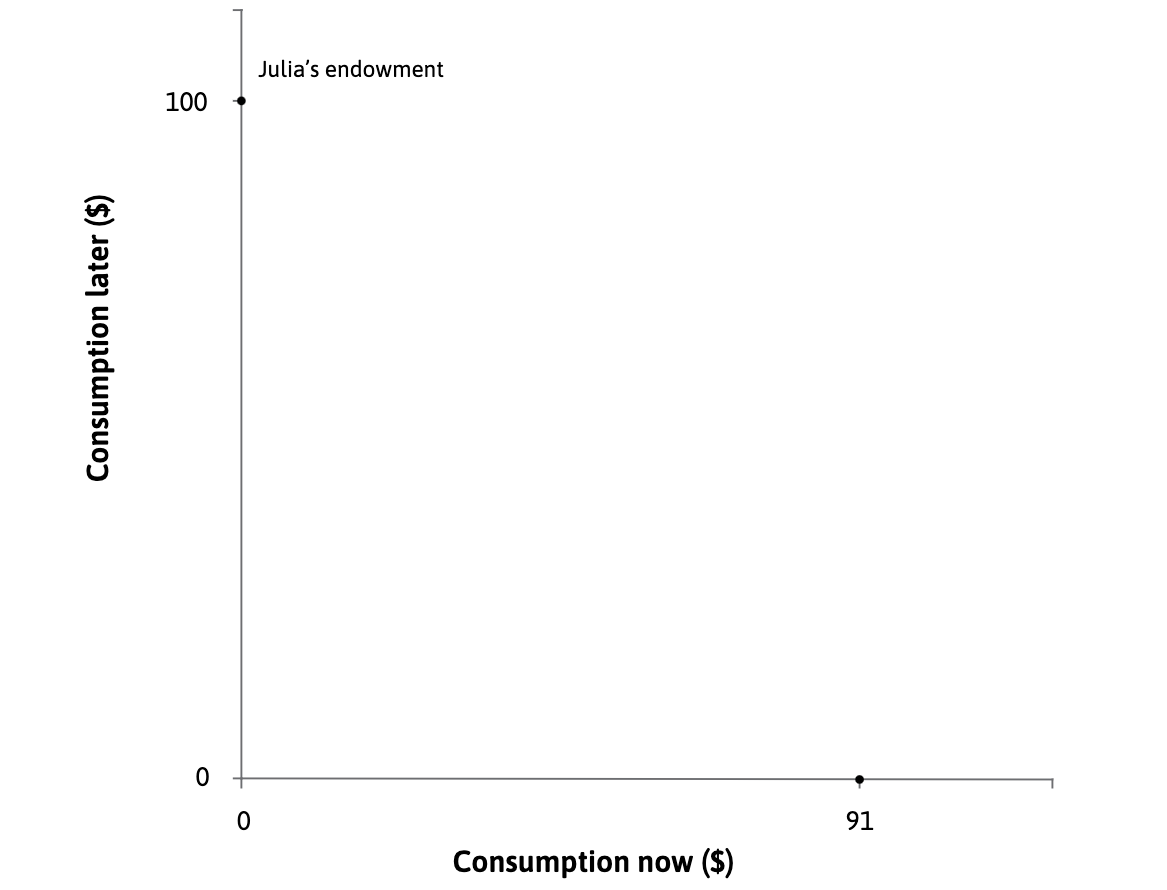 Julia’s endowment
100
Consumption later ($)
0
0
91
Consumption now ($)